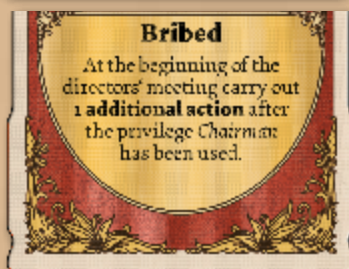 Bribed
At the beginning of the
directors' meeting carry out
1 additional action after
the privilege Chairman
has been used.